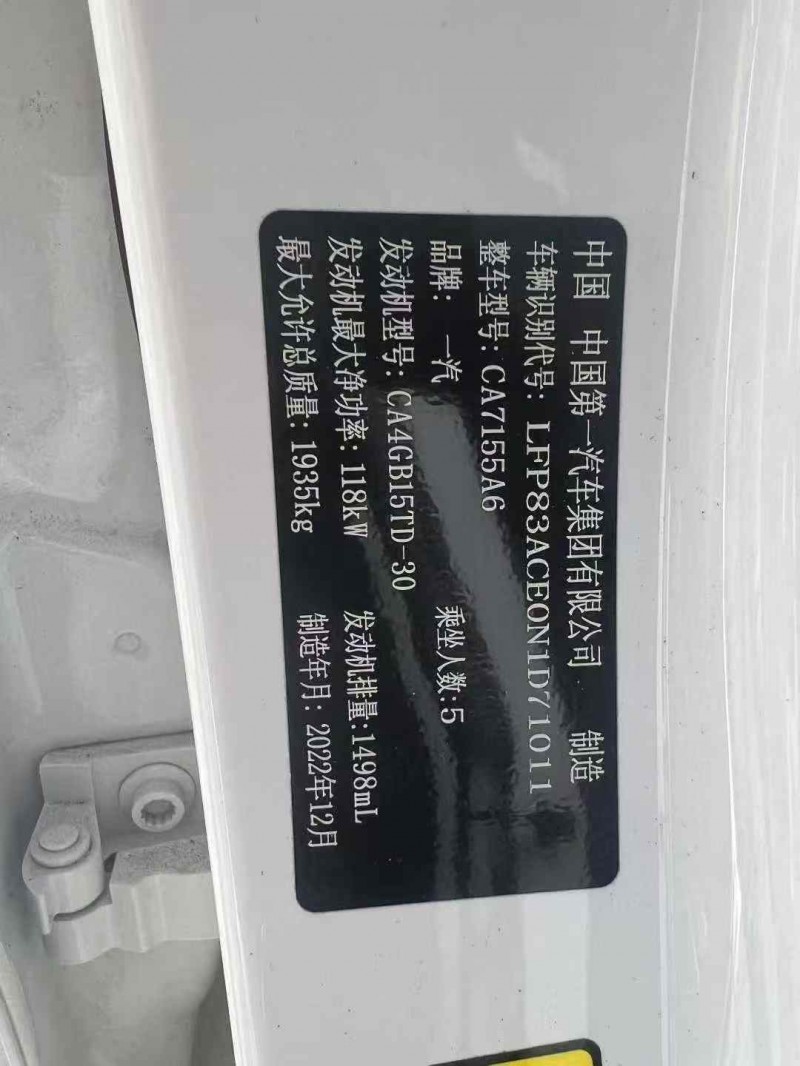 中国 中国第一汽车集团有限公司 制造
车辆识别代号: LFP83ACE0N1D71011
整车型号: CA7155A6
品牌: 一汽 乘坐人数:5
发动机型号: CA4GB15TD-30
发动机最大净功率: 118kW 发动机排量:1498mL
最大允许总质量: 1935kg 制造年月: 2022年12月